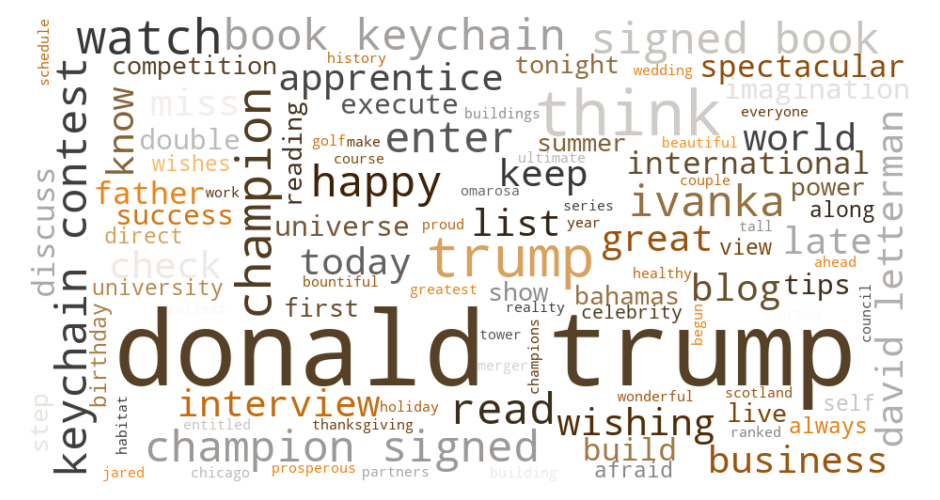 schedule
watch
book keychain
signed book
history
competition
apprentice
tonight
wedding
spectacular
miss
execute
buildings
think
imagination
everyone
know
double
wishes
champion
reading
golf
make
enter
summer
beautiful
world
course
ultimate
international
keychain contest
discuss
father
work
happy
omarosa
keep
couple
power
success
universe
proud
list
series
year
ivanka
along
direct
trump
great
tall
view
late
check
today
healthy
ahead
university
bountiful
greatest
show
bahamas
blog
tips
first
reality
celebrity
begun
council
david letterman
birthday
donald trump
tower
merger
champions
interview
holiday
read
wonderful
scotland
self
step
habitat
entitled
thanksgiving
wishing
live
ranked
always
champion signed
build
jared
chicago
prosperous
partners
building
afraid
business